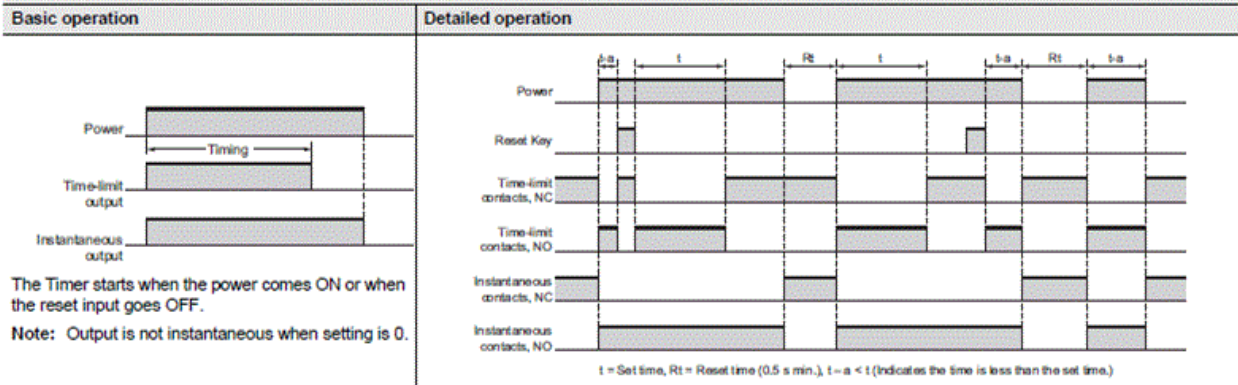 Basic operation
Detailed operation
Power
Timing
Time-limit
output
Instantaneous
output
The Timer starts when the power comes ON or when
the reset input goes OFF.
Note: Output is not instantaneous when setting is 0.
t-a t Rt t t-a Rt t-a
Power
Reset Key
Time-limit
contacts, NC
Time-limit
contacts, NO
Instantaneous
contacts, NC
Instantaneous
contacts, NO
t = Set time, Rt = Reset time (0.5 s min.), t – a < t (Indicates the time is less than the set time.)